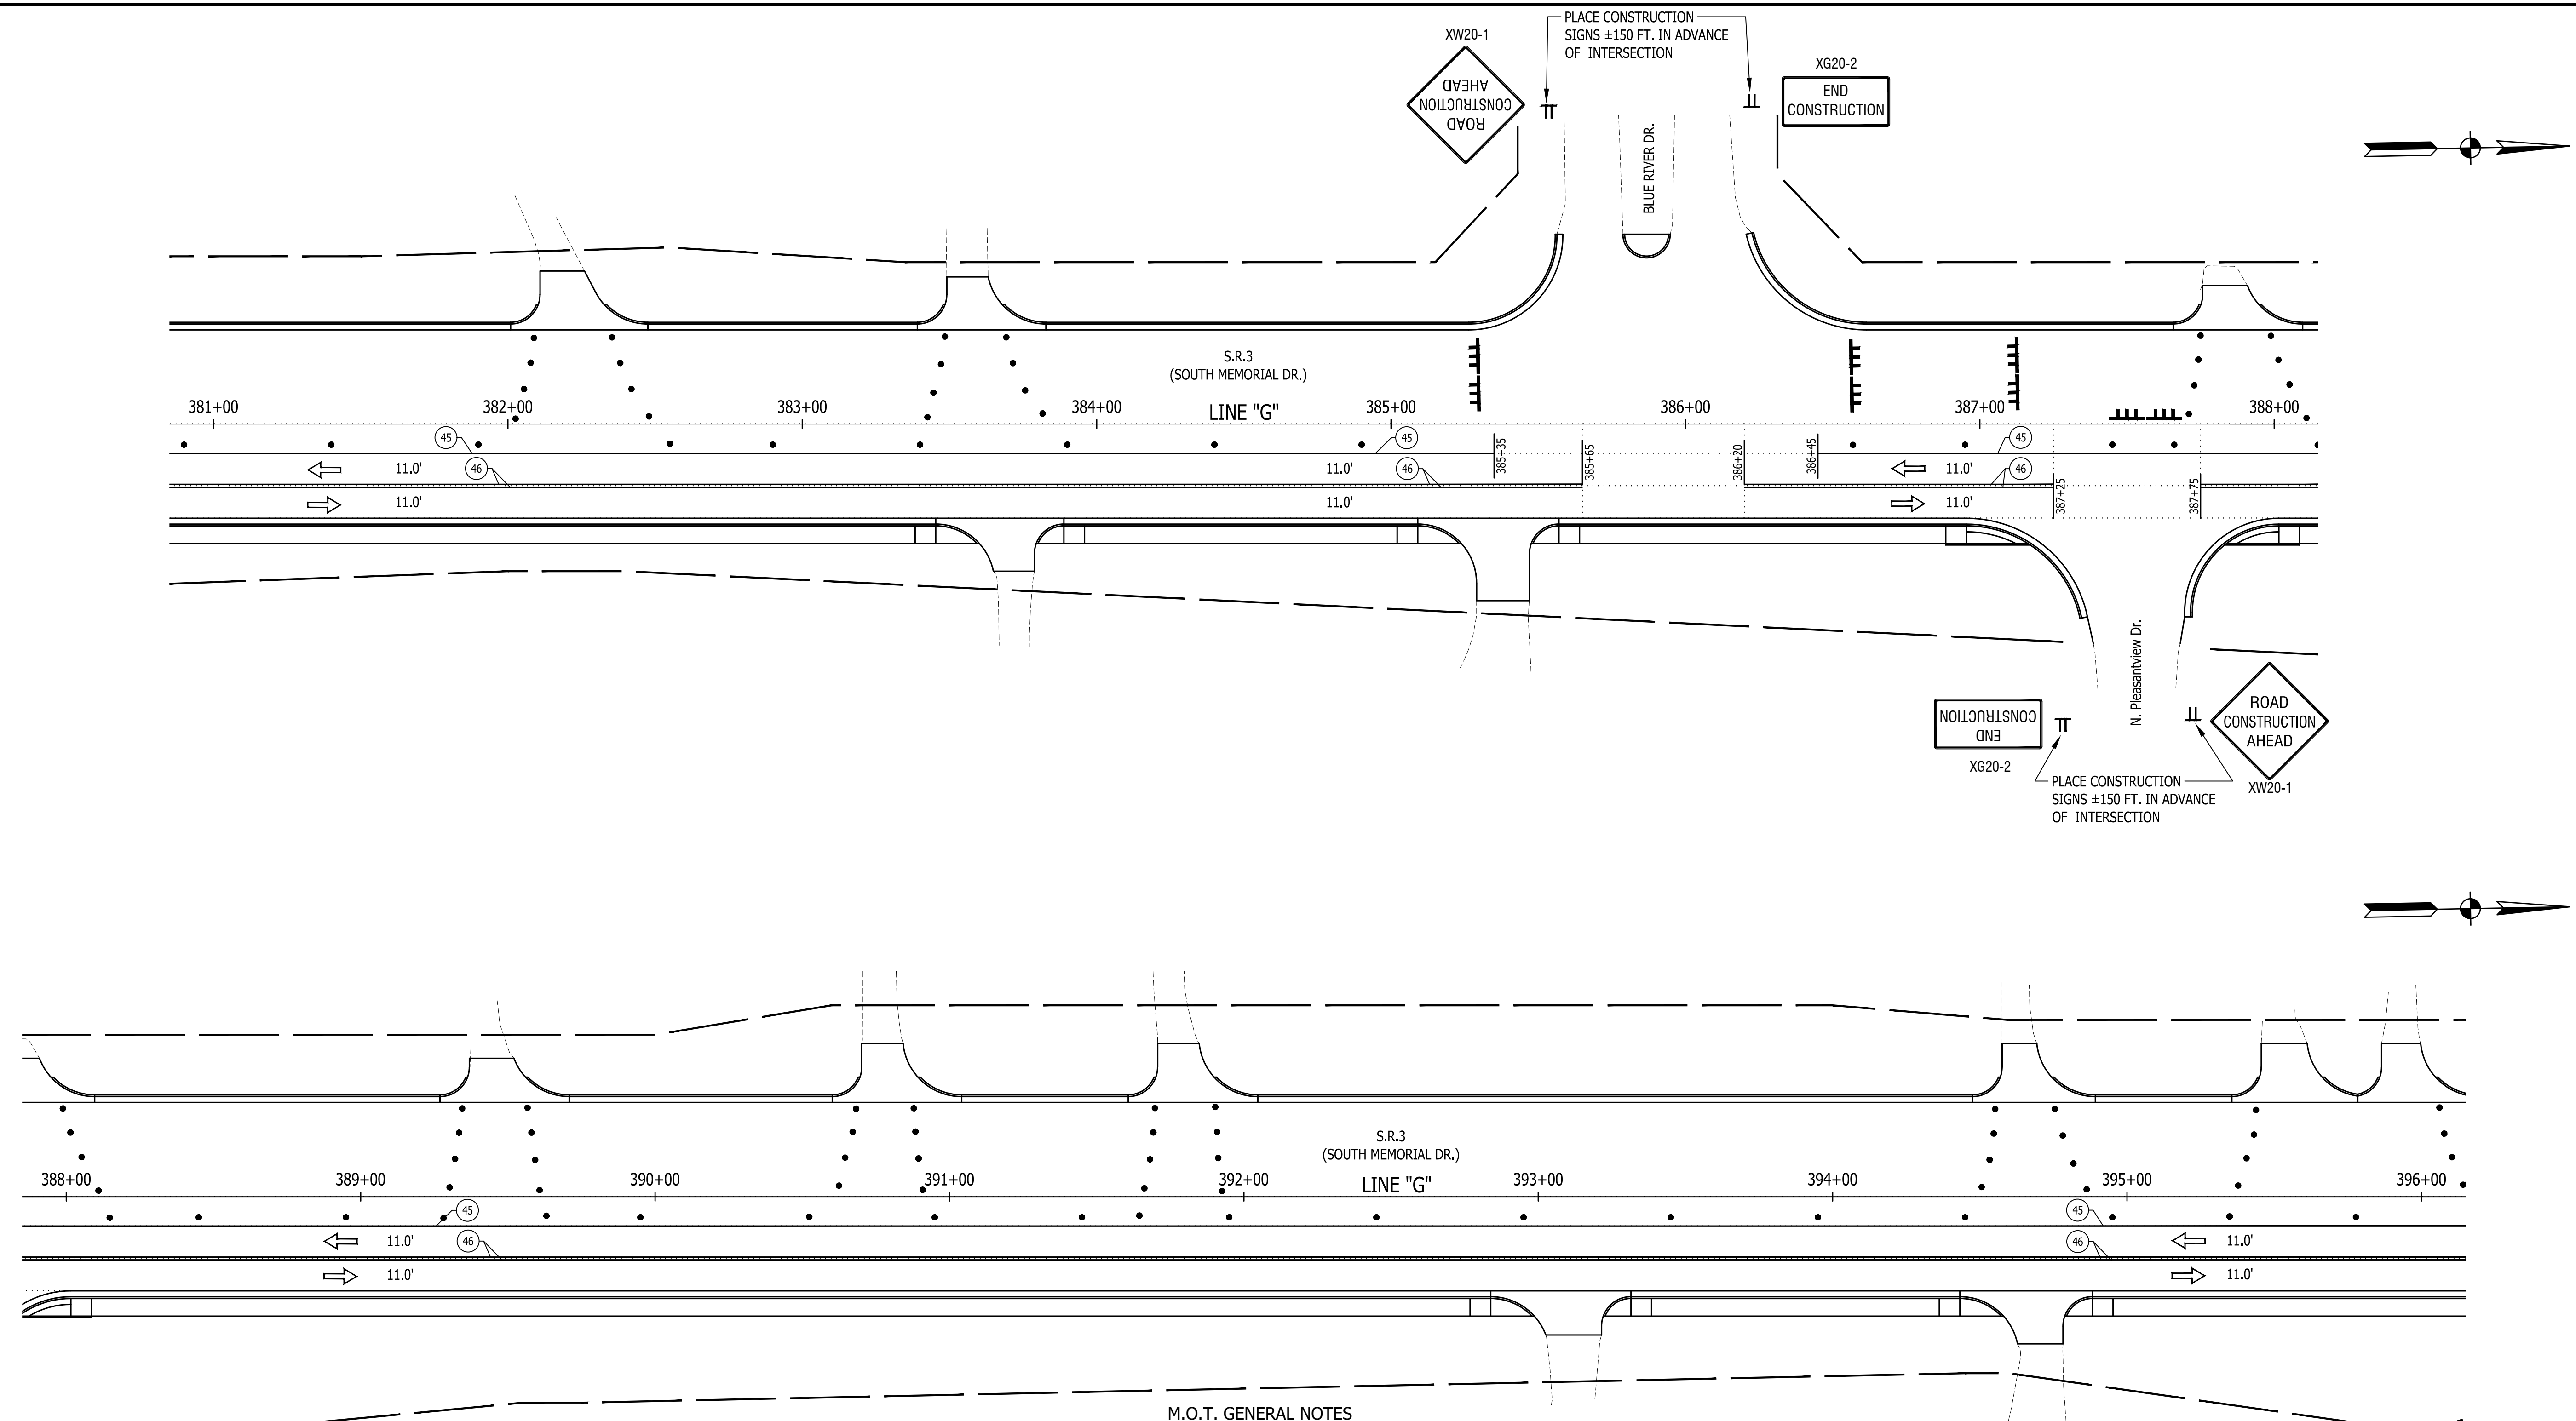 PLACE CONSTRUCTION
SIGNS ±150 FT. IN ADVANCE
OF INTERSECTION
XW20-1
ROAD
CONSTRUCTION
AHEAD
XG20-2
END
CONSTRUCTION
BLUE RIVER DR.
S.R.3
(SOUTH MEMORIAL DR.)
381+00
382+00
383+00
384+00
LINE "G"
385+00
386+00
387+00
388+00
45
45
45
385+35
385+65
386+20
386+45
11.0'
46
11.0'
46
11.0'
46
11.0'
11.0'
11.0'
387+25
387+75
N. Pleasantview Dr.
END
CONSTRUCTION
XG20-2
ROAD
CONSTRUCTION
AHEAD
XW20-1
PLACE CONSTRUCTION
SIGNS ±150 FT. IN ADVANCE
OF INTERSECTION
S.R.3
(SOUTH MEMORIAL DR.)
388+00
389+00
390+00
391+00
392+00
LINE "G"
393+00
394+00
395+00
396+00
45
45
11.0'
46
46
11.0'
11.0'
11.0'
M.O.T. GENERAL NOTES